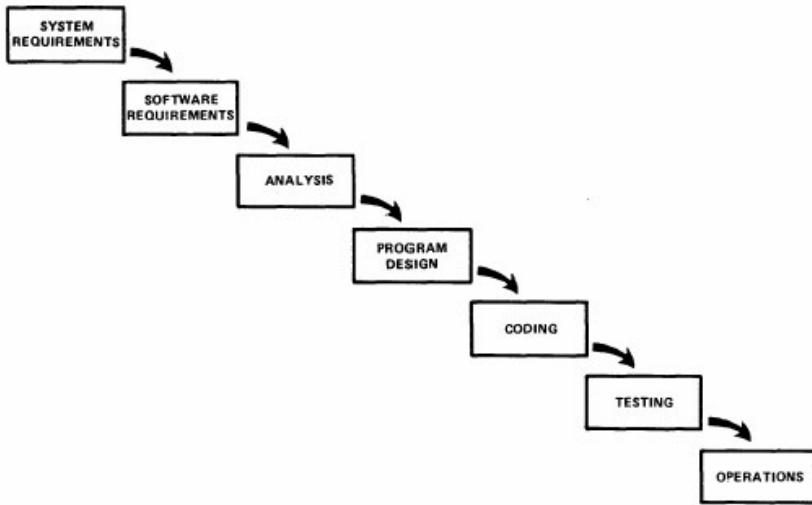 SYSTEM
REQUIREMENTS
SOFTWARE
REQUIREMENTS
ANALYSIS
PROGRAM
DESIGN
CODING
TESTING
OPERATIONS